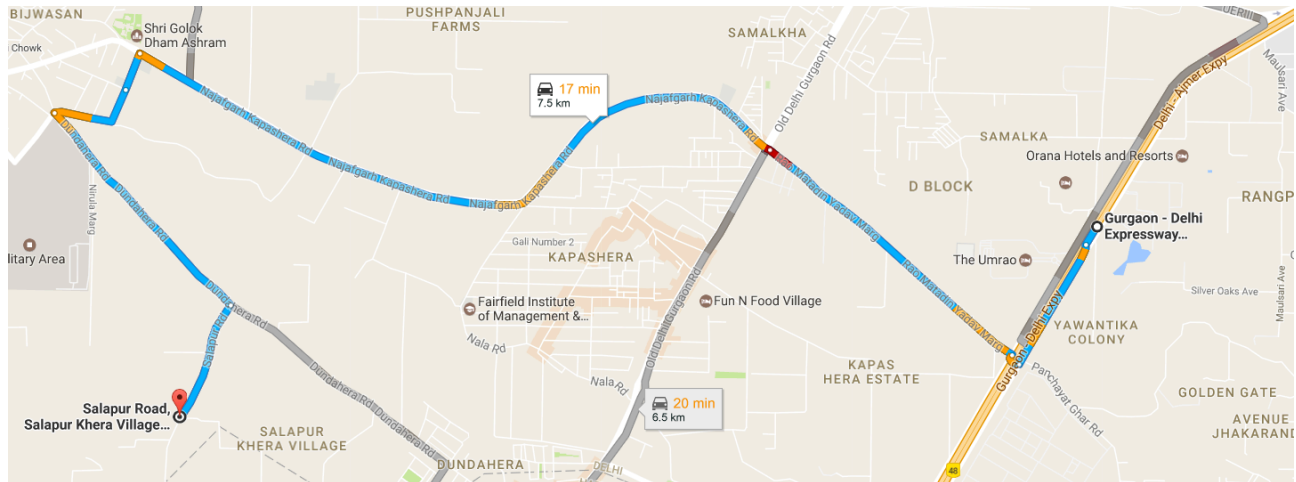 BIJWASAN
Chowk
Shri Golok
Dham Ashram
PUSHPANJALI
FARMS
SAMALKHA
Old Delhi Gurgaon Rd
Delhi - Ajmer Expy
Maulsari Ave
17 min
7.5 km
Najafgarh Kapashera Rd
Najafgarh Kapashera Rd
Najafgarh Kapashera Rd
Najafgarh Kapashera Rd
Dundahera Rd
Dundahera Rd
Dundahera Rd
Nirula Marg
litary Area
SAMALKA
Orana Hotels and Resorts
D BLOCK
RANGP
Rao Matadin Yadav Marg
Rao Matadin Yadav Marg
Gurgaon - Delhi
Expressway...
Gali Number 2
KAPASHERA
The Umrao
Silver Oaks Ave
Maulsari Ave
Fairfield Institute
of Management &...
Fun N Food Village
Old Delhi Gurgaon Rd
Gurgaon - Delhi Expy
YAWANTIKA
COLONY
Nala Rd
Nala Rd
KAPAS
HERA ESTATE
Panchayat Ghar Rd
GOLDEN GATE
Salapur Rd
Salapur Road,
Salapur Khera Village...
20 min
6.5 km
AVENUE
JHAKARAND
SALAPUR
KHERA VILLAGE
Dundahera Rd
Dundahera Rd
DUNDAHERA
DELHI
48